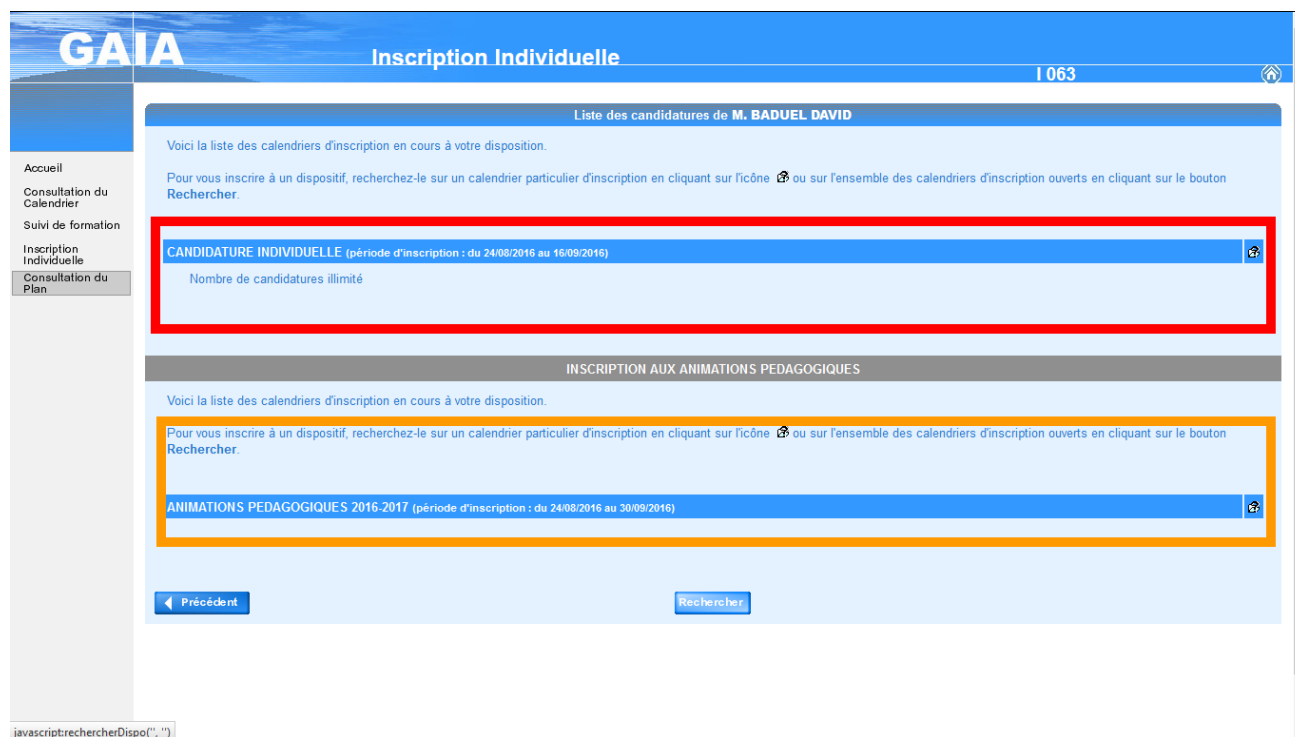 GAIA
Inscription Individuelle
I 063
Liste des candidatures de M. BADUEL DAVID
Voici la liste des calendriers d'inscription en cours à votre disposition.
Pour vous inscrire à un dispositif, recherchez-le sur un calendrier particulier d'inscription en cliquant sur l'icône ou sur l'ensemble des calendriers d'inscription ouverts en cliquant sur le bouton
Rechercher.
Accueil
Consultation du
Calendrier
Suivi de formation
Inscription
Individuelle
Consultation du
Plan
CANDIDATURE INDIVIDUELLE (période d'inscription : du 24/08/2016 au 16/09/2016)
Nombre de candidatures illimité
INSCRIPTION AUX ANIMATIONS PEDAGOGIQUES
Voici la liste des calendriers d'inscription en cours à votre disposition.
Pour vous inscrire à un dispositif, recherchez-le sur un calendrier particulier d'inscription en cliquant sur l'icône ou sur l'ensemble des calendriers d'inscription ouverts en cliquant sur le bouton
Rechercher.
ANIMATIONS PEDAGOGIQUES 2016-2017 (période d'inscription : du 24/08/2016 au 30/09/2016)
Précédent
Rechercher
javascript:rechercherDispo('', '')